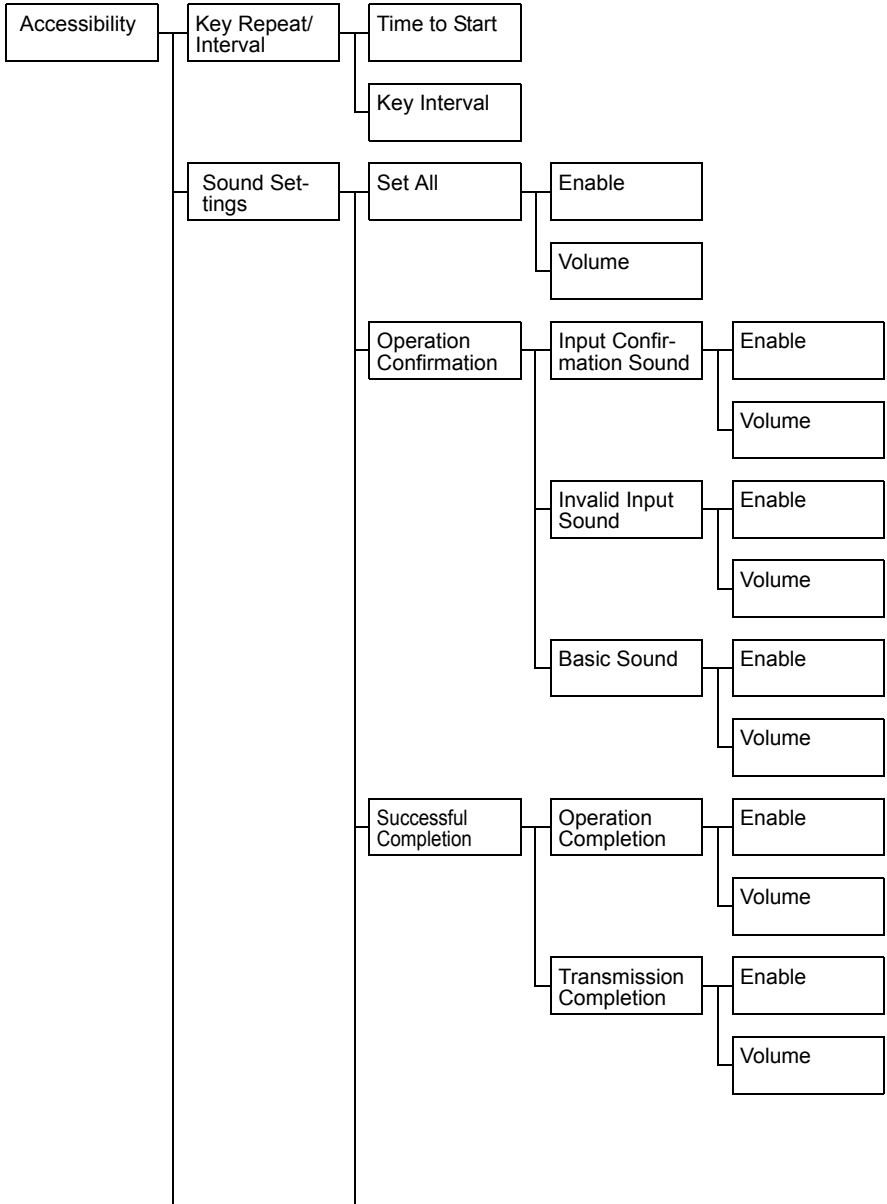 Accessibility
Key Repeat/
Interval
Time to Start
Key Interval
Sound Set-
tings
Set All
Enable
Volume
Operation
Confirmation
Input Confir-
mation Sound
Enable
Volume
Invalid Input
Sound
Enable
Volume
Basic Sound
Enable
Volume
Successful
Completion
Operation
Completion
Enable
Volume
Transmission
Completion
Enable
Volume